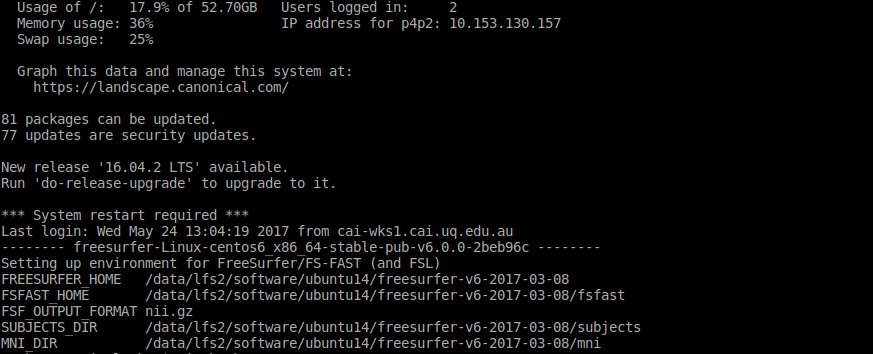 Usage of /:   17.9% of 52.70GB   Users logged in:     2
Memory usage: 36%                IP address for p4p2: 10.153.130.157
Swap usage:   25%
Graph this data and manage this system at:
https://landscape.canonical.com/
81 packages can be updated.
77 updates are security updates.
New release '16.04.2 LTS' available.
Run 'do-release-upgrade' to upgrade to it.
*** System restart required ***
Last login: Wed May 24 13:04:19 2017 from cai-wks1.cai.uq.edu.au
-------- freesurfer-Linux-centos6_x86_64-stable-pub-v6.0.0-2beb96c --------
Setting up environment for FreeSurfer/FS-FAST (and FSL)
FREESURFER_HOME   /data/lfs2/software/ubuntu14/freesurfer-v6-2017-03-08
FSFAST_HOME       /data/lfs2/software/ubuntu14/freesurfer-v6-2017-03-08/fsfast
FSF_OUTPUT_FORMAT nii.gz
SUBJECTS_DIR      /data/lfs2/software/ubuntu14/freesurfer-v6-2017-03-08/subjects
MNI_DIR           /data/lfs2/software/ubuntu14/freesurfer-v6-2017-03-08/mni